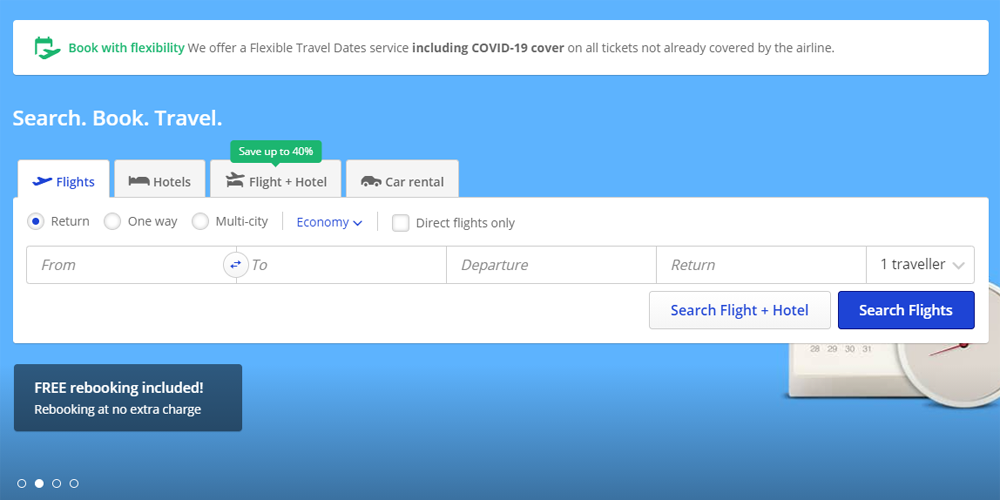 Book with flexibility We offer a Flexible Travel Dates service including COVID-19 cover on all tickets not already covered by the airline.
Search. Book. Travel.
Save up to 40%
Flights Hotels Flight + Hotel Car rental
Return One way Multi-city Economy Direct flights only
From To Departure Return 1 traveller
Search Flight + Hotel Search Flights
28 29 30 31
FREE rebooking included!
Rebooking at no extra charge